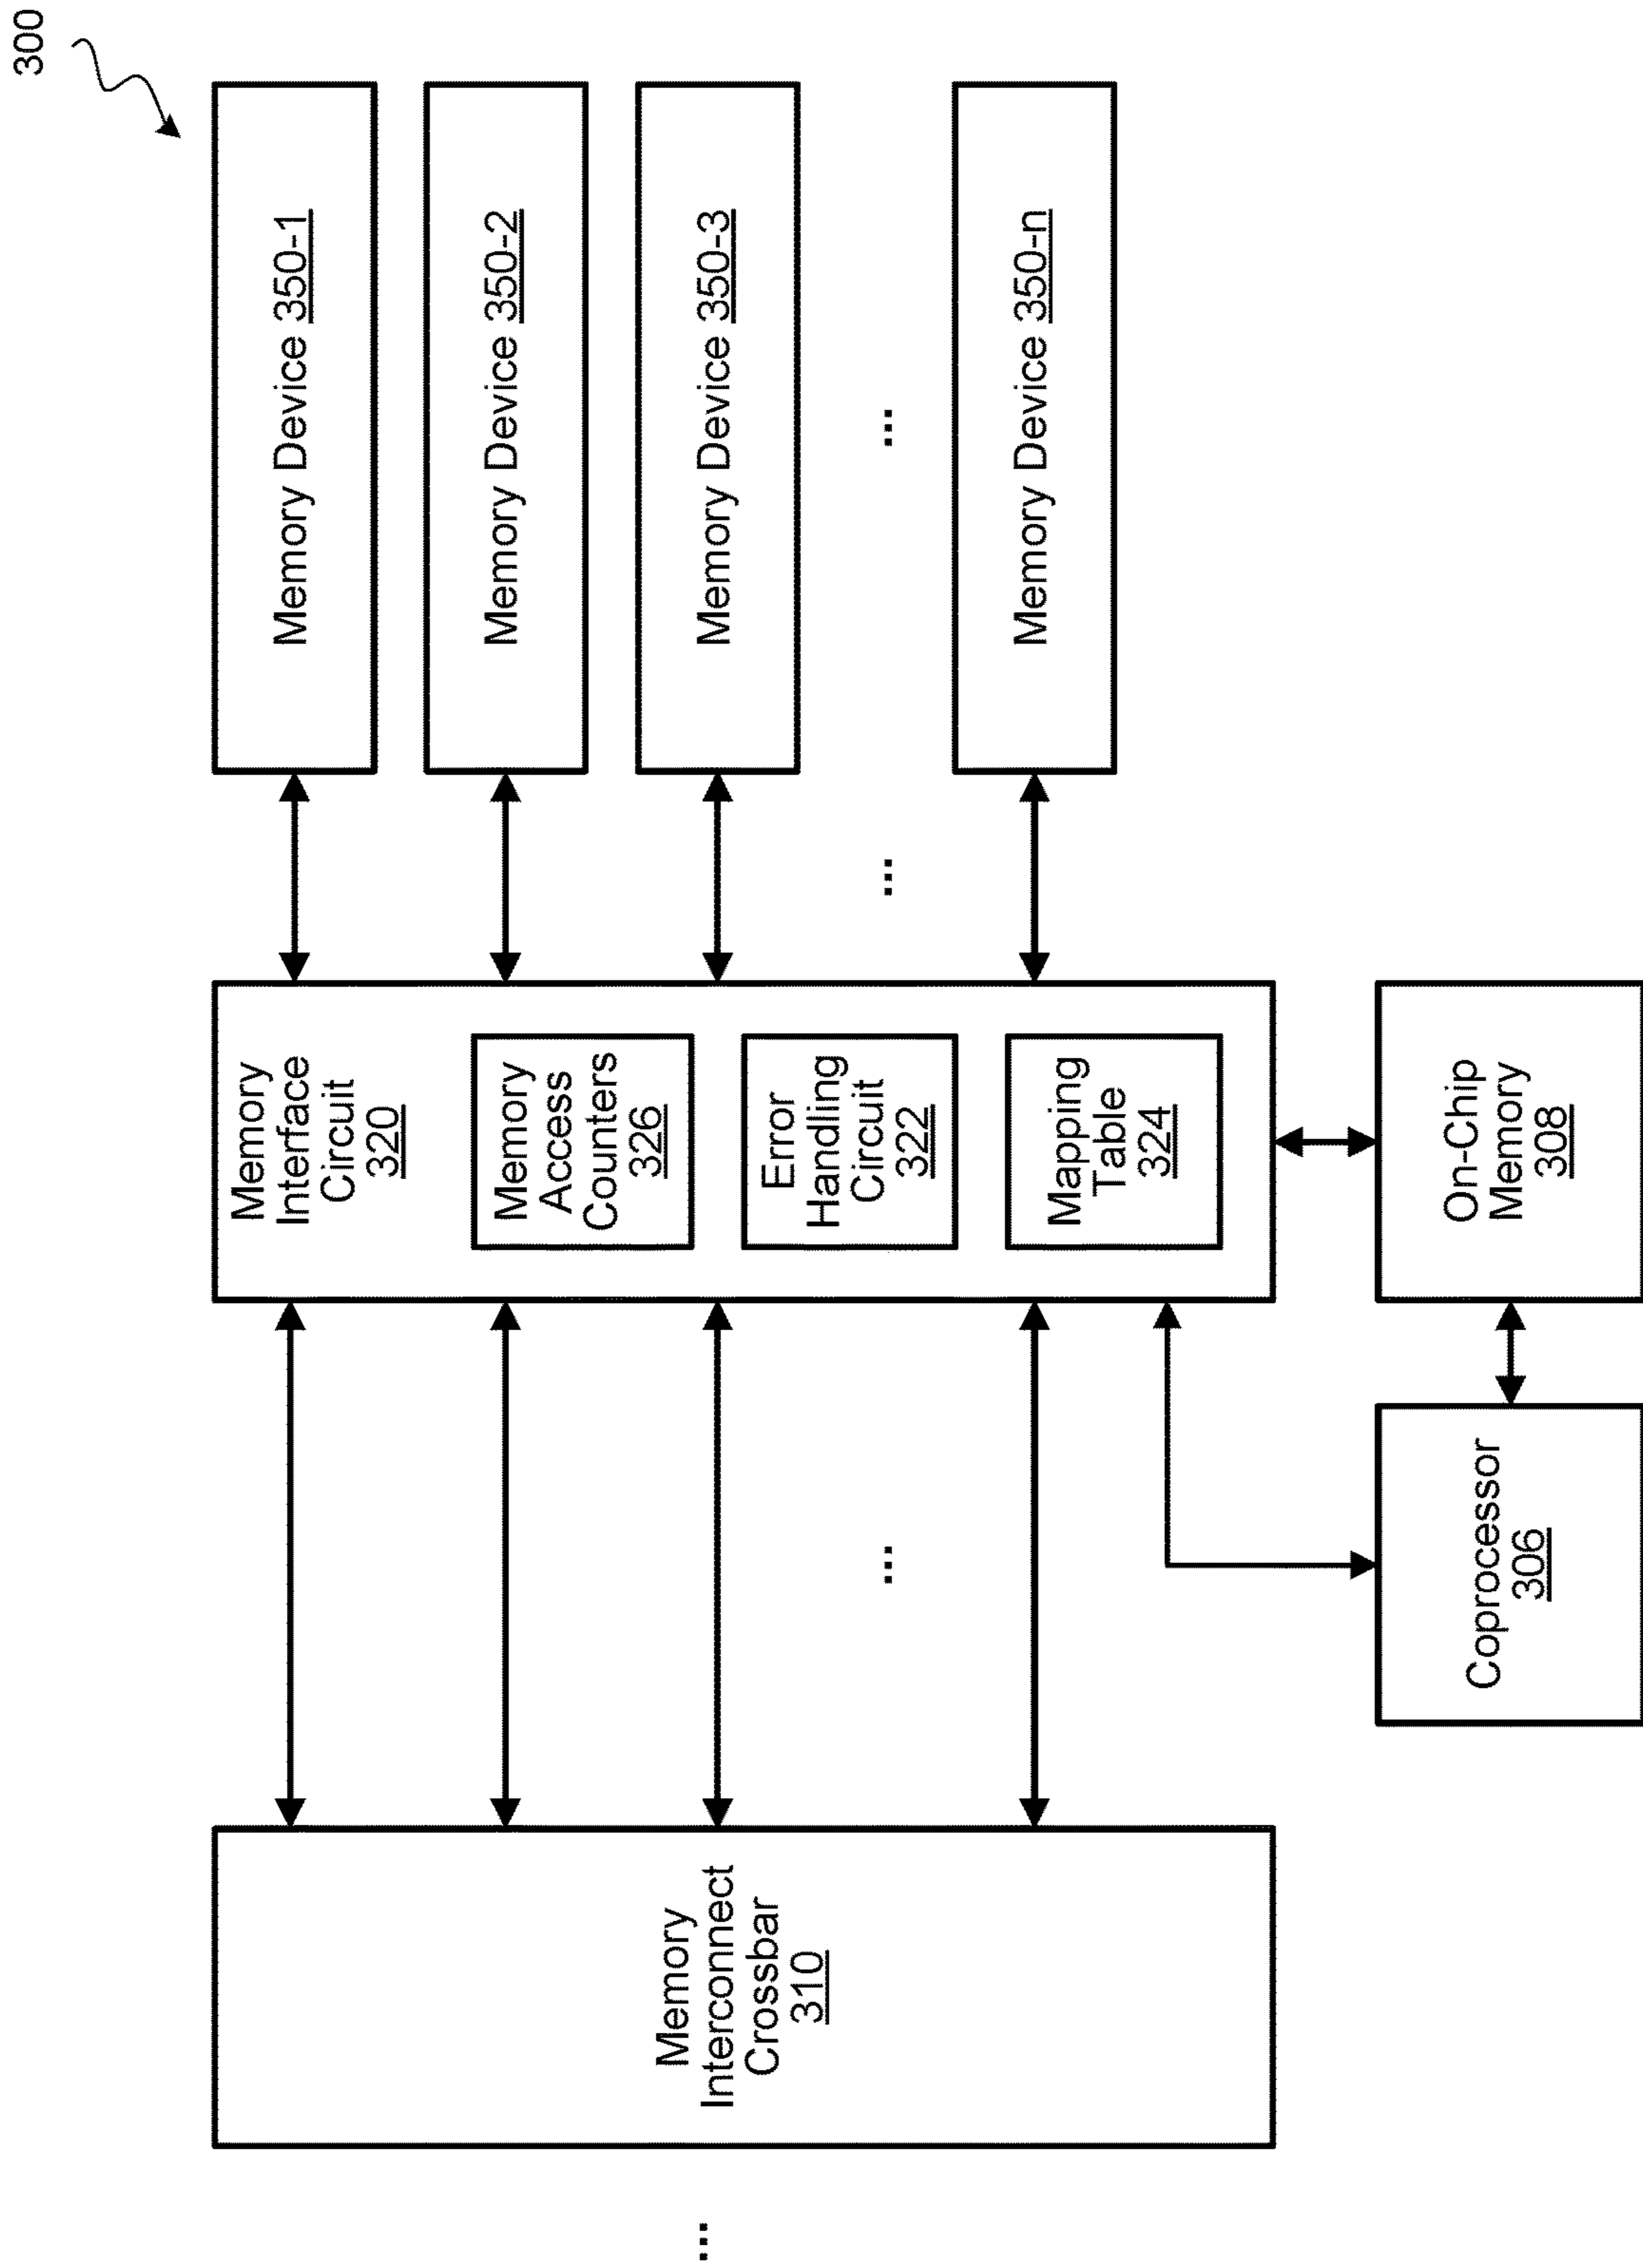 300
Memory Device 350-1
Memory Device 350-2
Memory Device 350-3
...
Memory Device 350-n
...
Memory
Interface
Circuit
320
Memory
Access
Counters
326
Error
Handling
Circuit
322
Mapping
Table
324
On-Chip
Memory
308
...
Coprocessor
306
Memory
Interconnect
Crossbar
310
...